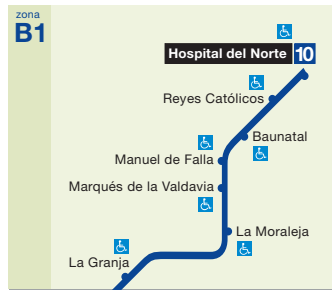 zona
B1
Hospital del Norte 10
Reyes Católicos
Baunatal
Manuel de Falla
Marqués de la Valdavia
La Moraleja
La Granja